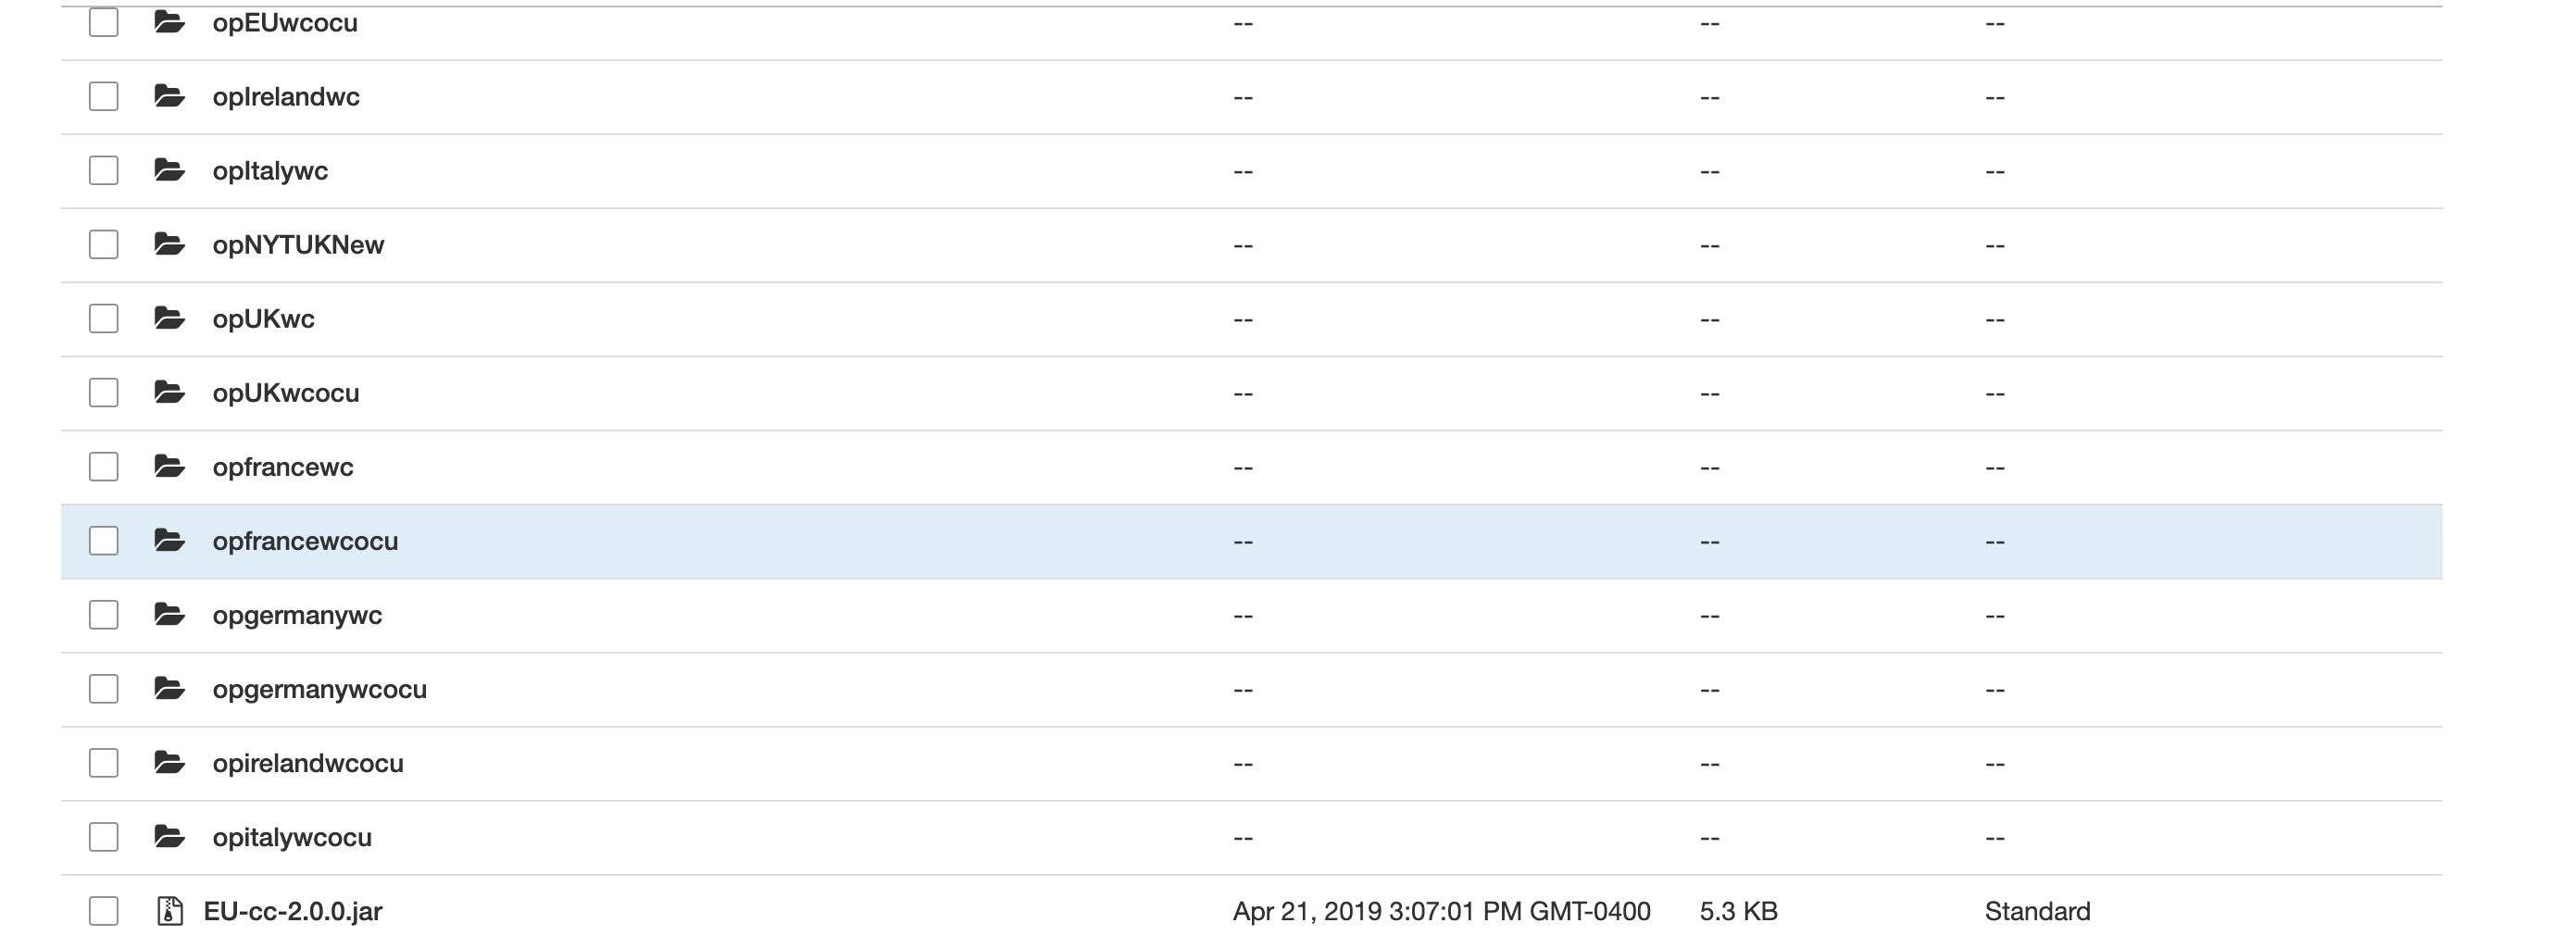 opEUwcocu -- -- --
opIrelandwc -- -- --
opItalywc -- -- --
opNYTUKNew -- -- --
opUKwc -- -- --
opUKwcocu -- -- --
opfrancewc -- -- --
opfrancewcocu -- -- --
opgermanywc -- -- --
opgermanywcocu -- -- --
opirelandwcocu -- -- --
opitalywcocu -- -- --
EU-cc-2.0.0.jar Apr 21, 2019 3:07:01 PM GMT-0400 5.3 KB Standard